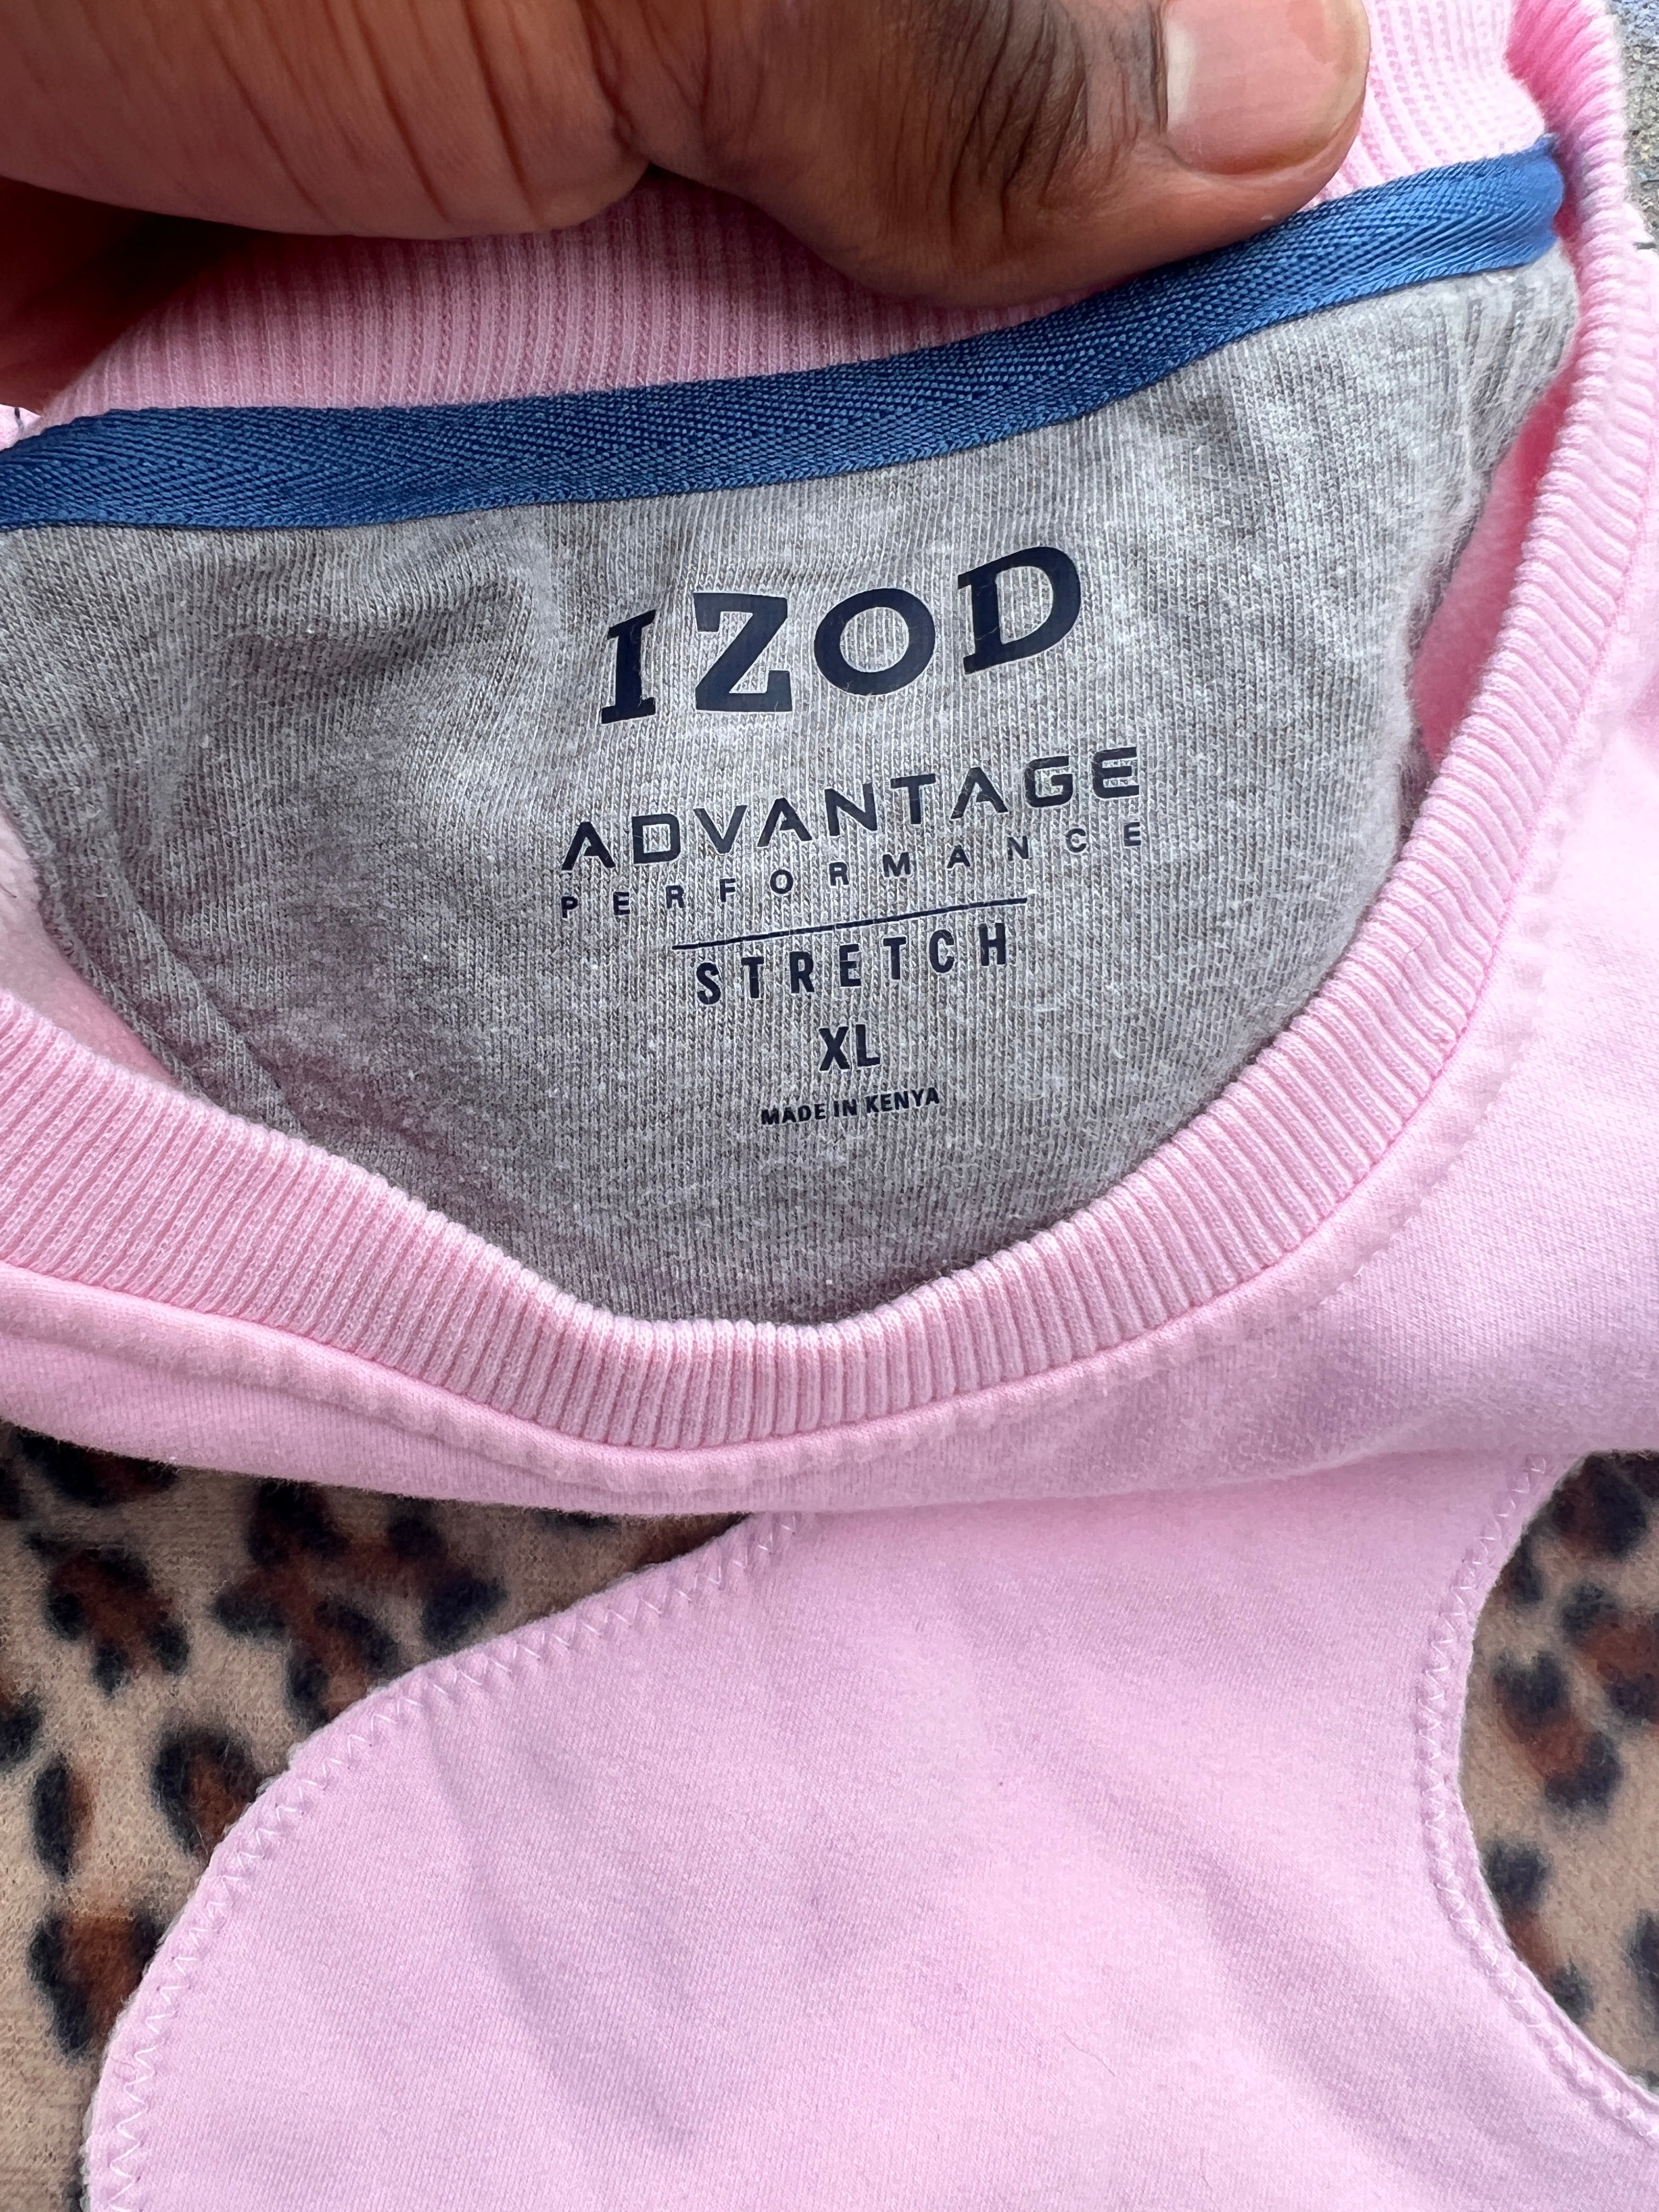 IZOD
ADVANTAGE
PERFORMANCE
STRETCH
XL
MADE IN KENYA